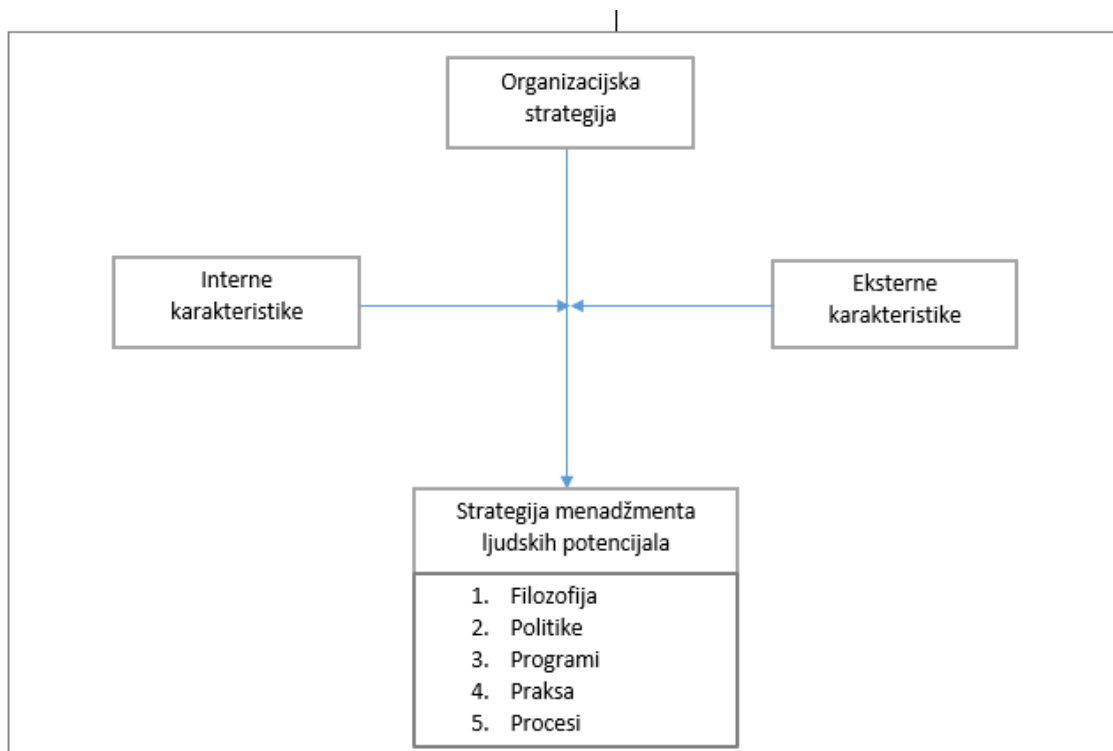 Organizacijska
strategija
Interne
karakteristike
Eksterne
karakteristike
Strategija menadžmenta
ljudskih potencijala
1. Filozofija
2. Politike
3. Programi
4. Praksa
5. Procesi